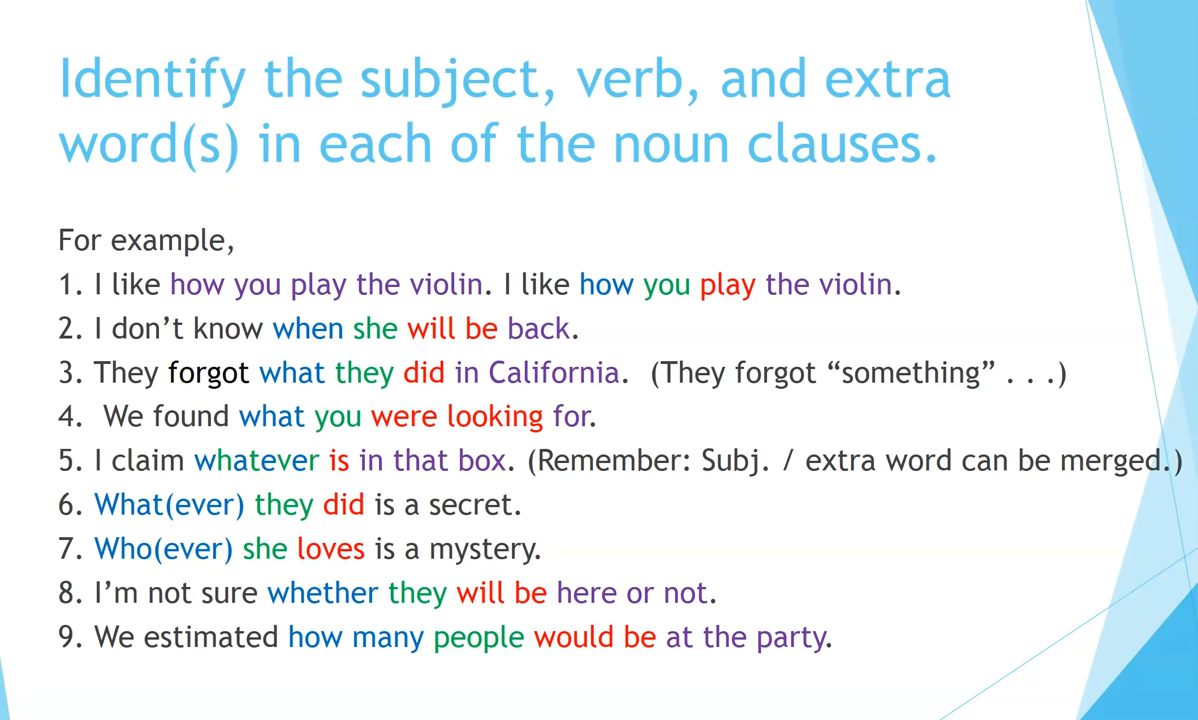 Identify the subject, verb, and extra
word(s) in each of the noun clauses.
For example,
1. I like how you play the violin. I like how you play the violin.
2. I don’t know when she will be back.
3. They forgot what they did in California.  (They forgot “something” . . .)
4.  We found what you were looking for.
5. I claim whatever is in that box. (Remember: Subj. / extra word can be merged.)
6. What(ever) they did is a secret.
7. Who(ever) she loves is a mystery.
8. I’m not sure whether they will be here or not.
9. We estimated how many people would be at the party.